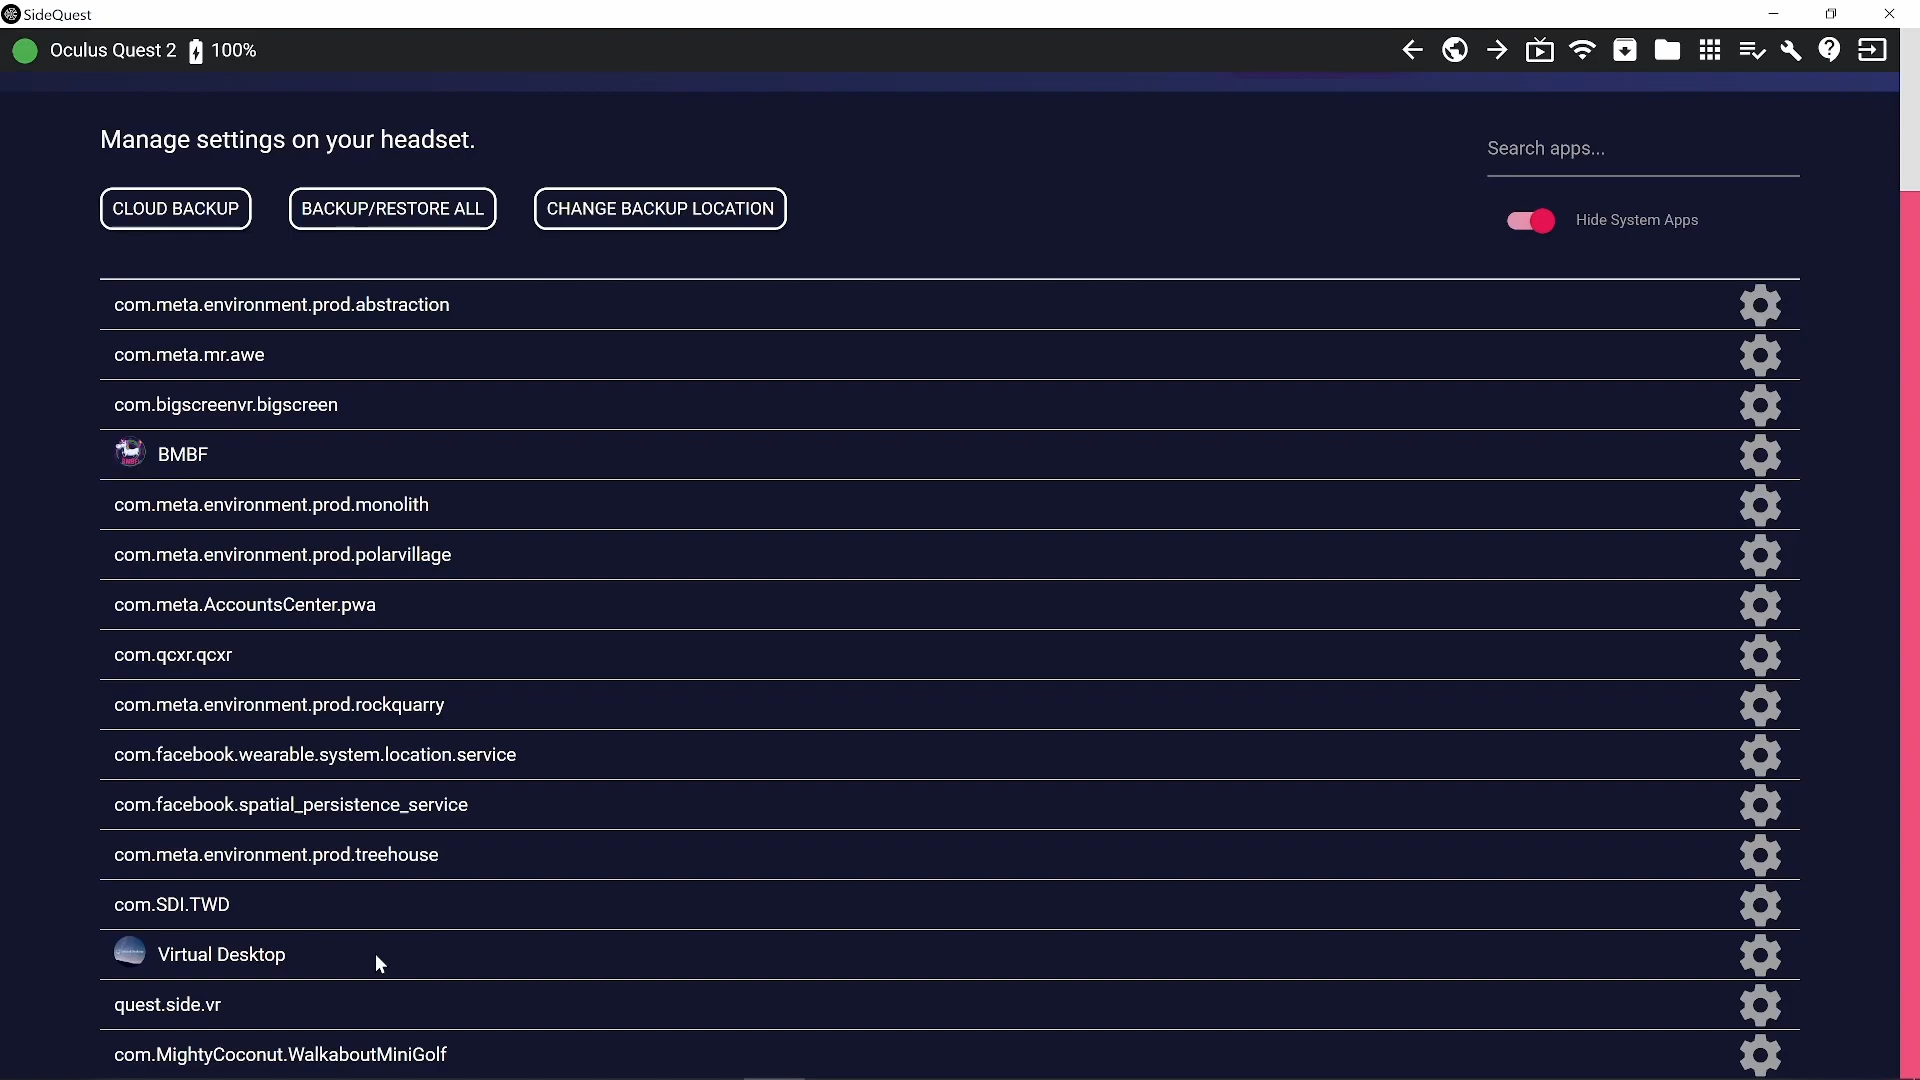 SideQuest
Oculus Quest 2 100%
Manage settings on your headset.
Search apps...
CLOUD BACKUP
BACKUP/RESTORE ALL
CHANGE BACKUP LOCATION
Hide System Apps
com.meta.environment.prod.abstraction
com.meta.mr.awe
com.bigscreenvr.bigscreen
BMBF
com.meta.environment.prod.monolith
com.meta.environment.prod.polarvillage
com.meta.AccountsCenter.pwa
com.qcxr.qcxr
com.meta.environment.prod.rockquarry
com.facebook.wearable.system.location.service
com.facebook.spatial_persistence_service
com.meta.environment.prod.treehouse
com.SDI.TWD
Virtual Desktop
quest.side.vr
com.MightyCoconut.WalkaboutMiniGolf